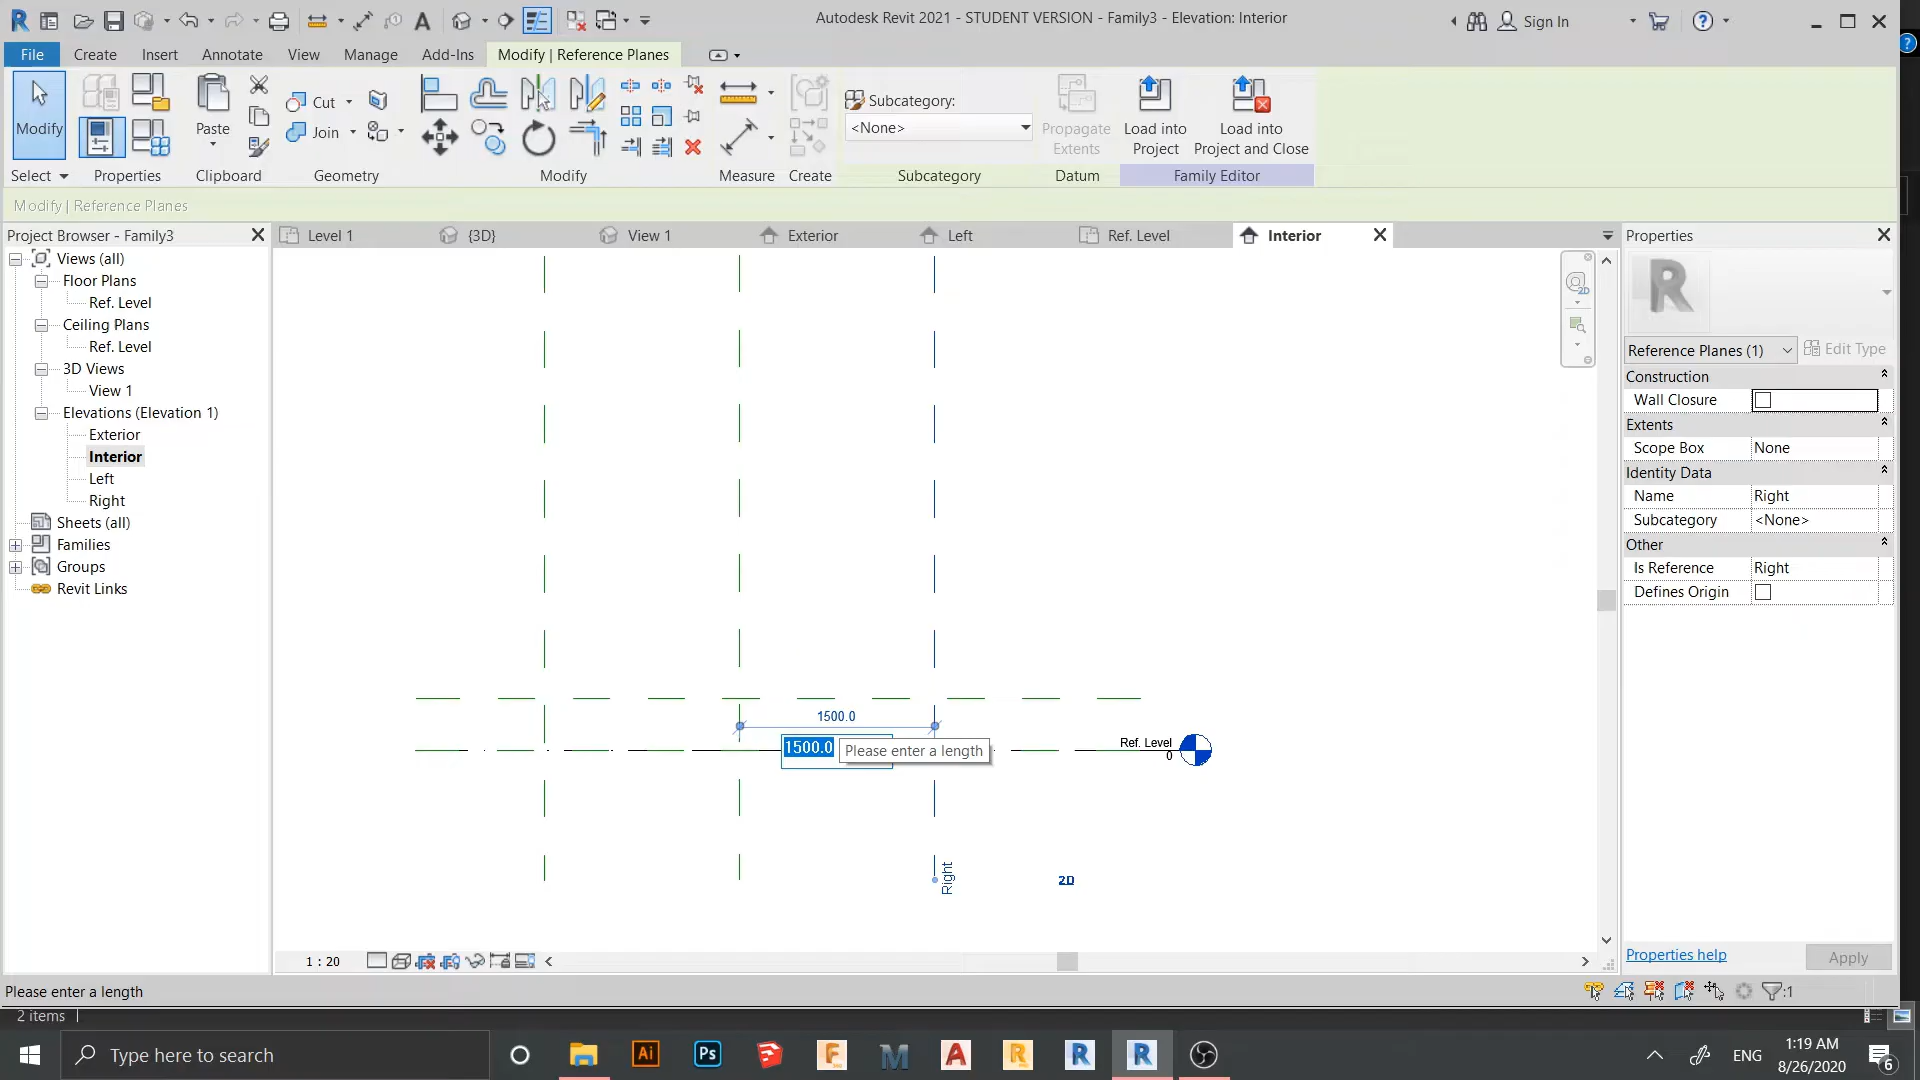 Autodesk Revit 2021 - STUDENT VERSION - Family3 - Elevation: Interior
Sign In
File Create Insert Annotate View Manage Add-Ins Modify | Reference Planes
Modify
Paste
Cut
Join
Subcategory:
<None>
Propagate Extents
Load into Project
Load into Project and Close
Select Properties Clipboard Geometry Modify Measure Create Subcategory Datum Family Editor
Modify | Reference Planes
Project Browser - Family3
Level 1 {3D} View 1 Exterior Left Ref. Level Interior
Properties
Views (all)
Floor Plans
Ref. Level
Ceiling Plans
Ref. Level
3D Views
View 1
Elevations (Elevation 1)
Exterior
Interior
Left
Right
Sheets (all)
Families
Groups
Revit Links
2D
1500.0
1500.0
Please enter a length
Ref. Level
0
Right
2D
R
Reference Planes (1) Edit Type
Construction
Wall Closure
Extents
Scope Box None
Identity Data
Name Right
Subcategory <None>
Other
Is Reference Right
Defines Origin
Properties help Apply
1 : 20
Please enter a length
:1
2 items
Type here to search
Ai Ps F M A R R R
ENG
1:19 AM
8/26/2020
6